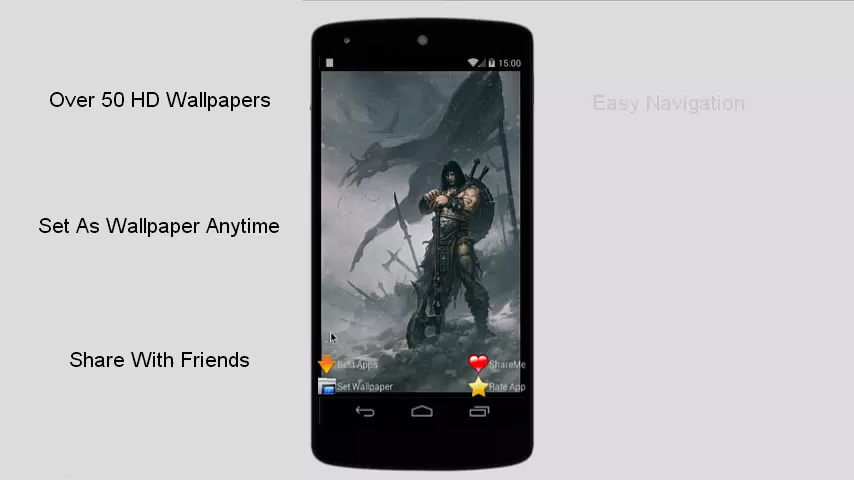 15:00
Over 50 HD Wallpapers
Easy Navigation
Set As Wallpaper Anytime
Share With Friends
Best Apps
ShareMe
Set Wallpaper
Rate App